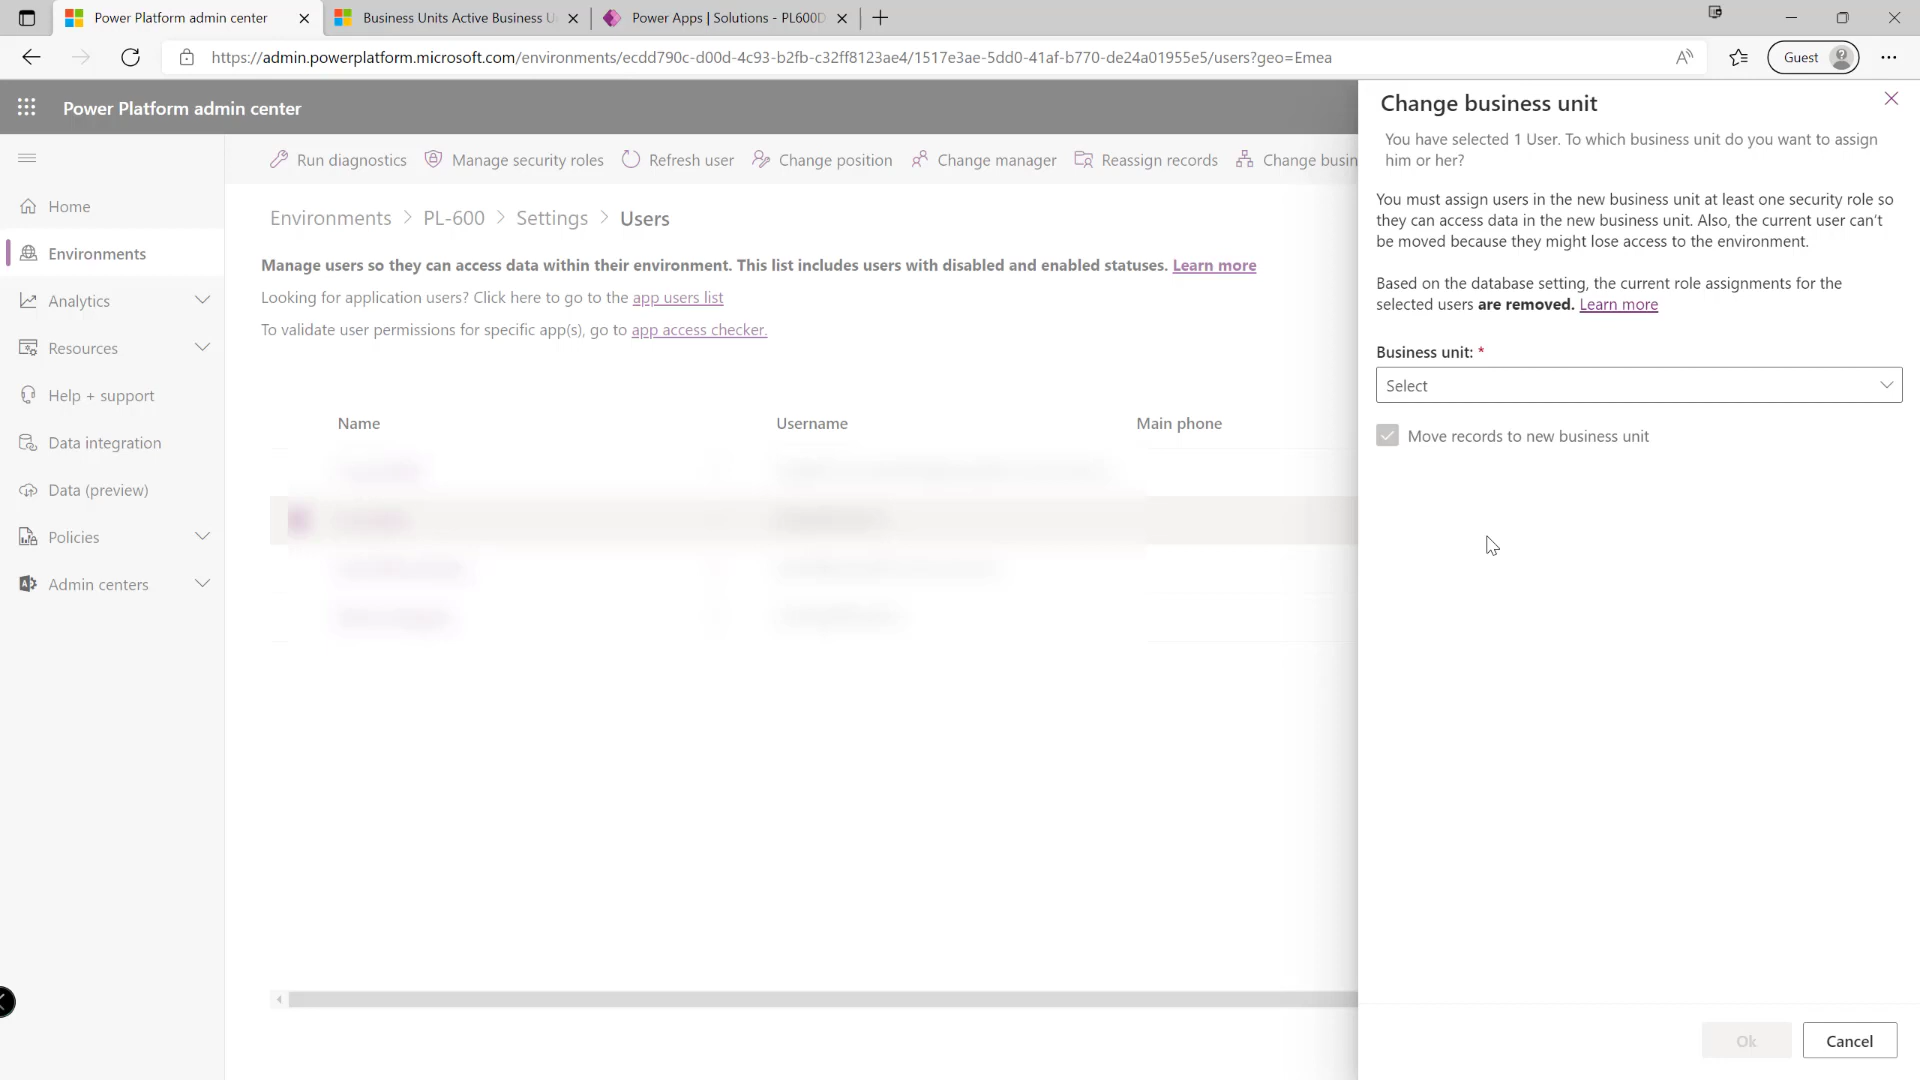 Power Platform admin center
Business Units Active Business U
Power Apps | Solutions - PL600D
https://admin.powerplatform.microsoft.com/environments/ecdd790c-d00d-4c93-b2fb-c32ff8123ae4/1517e3ae-5dd0-41af-b770-de24a01955e5/users?geo=Emea
Guest
Power Platform admin center
Home
Environments
Analytics
Resources
Help + support
Data integration
Data (preview)
Policies
Admin centers
Run diagnostics
Manage security roles
Refresh user
Change position
Change manager
Reassign records
Change busin
Environments > PL-600 > Settings > Users
Manage users so they can access data within their environment. This list includes users with disabled and enabled statuses. Learn more
Looking for application users? Click here to go to the app users list
To validate user permissions for specific app(s), go to app access checker.
Name
Username
Main phone
Change business unit
You have selected 1 User. To which business unit do you want to assign
him or her?
You must assign users in the new business unit at least one security role so
they can access data in the new business unit. Also, the current user can't
be moved because they might lose access to the environment.
Based on the database setting, the current role assignments for the
selected users are removed. Learn more
Business unit: *
Select
Move records to new business unit
Ok
Cancel